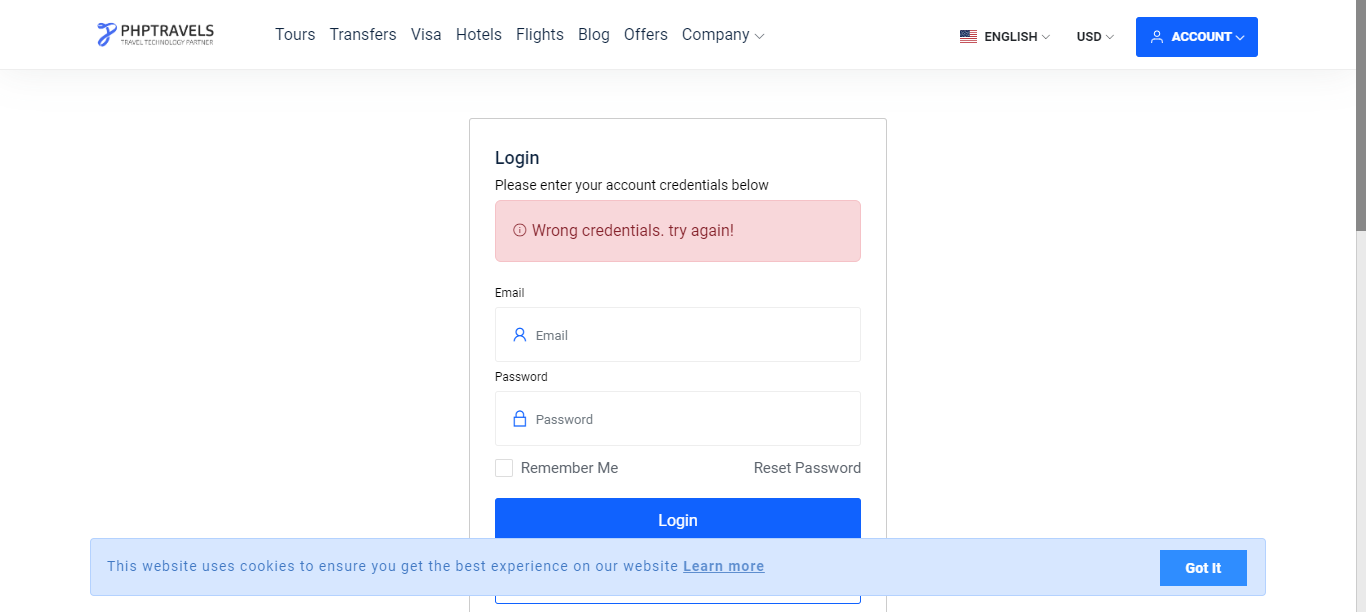 PHPTRAVELS
TRAVEL TECHNOLOGY PARTNER
Tours Transfers Visa Hotels Flights Blog Offers Company
ENGLISH USD ACCOUNT
Login
Please enter your account credentials below
Wrong credentials. try again!
Email
Email
Password
Password
Remember Me Reset Password
Login
This website uses cookies to ensure you get the best experience on our website Learn more Got It